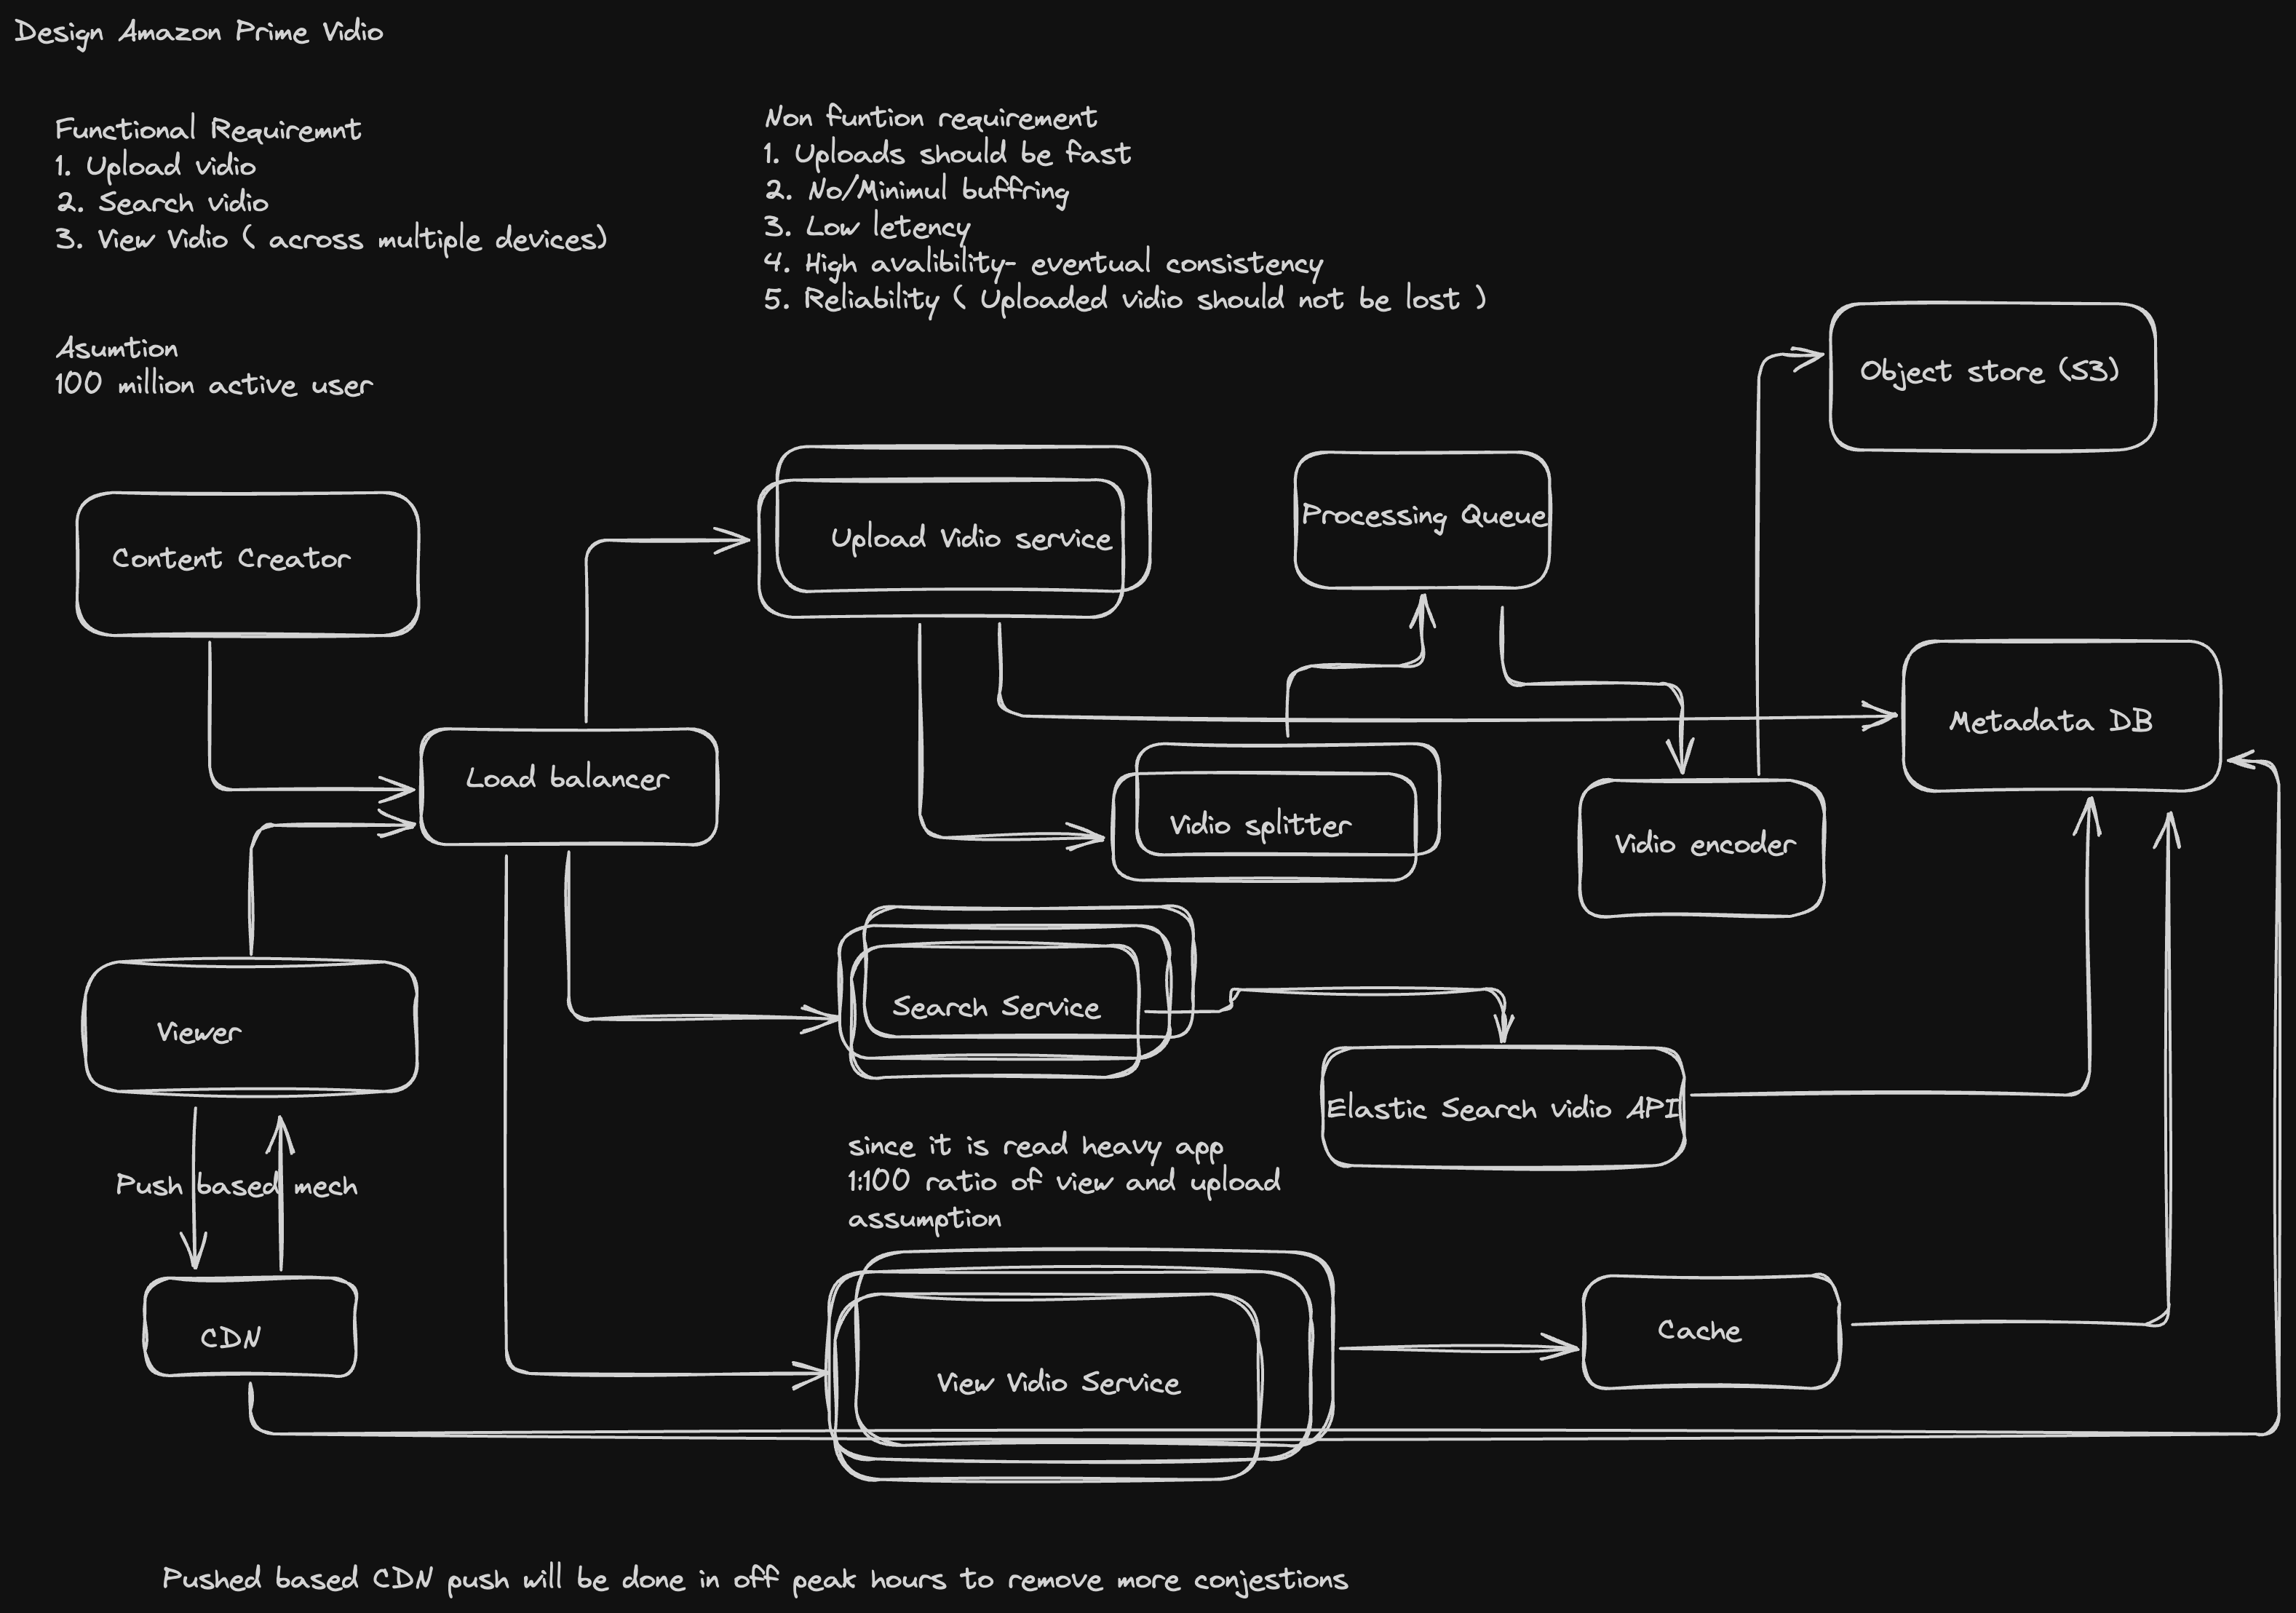 Design Amazon Prime Vidio
Functional Requiremnt
1. Upload vidio
2. Search vidio
3. View Vidio ( across multiple devices)
Non funtion requirement
1. Uploads should be fast
2. No/Minimul buffring
3. Low letency
4. High avalibility- eventual consistency
5. Reliability ( Uploaded vidio should not be lost )
Asumtion
100 million active user
Object store (S3)
Content Creator
Upload Vidio service
Processing Queue
Load balancer
Metadata DB
Vidio splitter
Vidio encoder
Viewer
Search Service
Elastic Search vidio API
Push based mech
since it is read heavy app
1:100 ratio of view and upload
assumption
CDN
View Vidio Service
Cache
Pushed based CDN push will be done in off peak hours to remove more conjestions